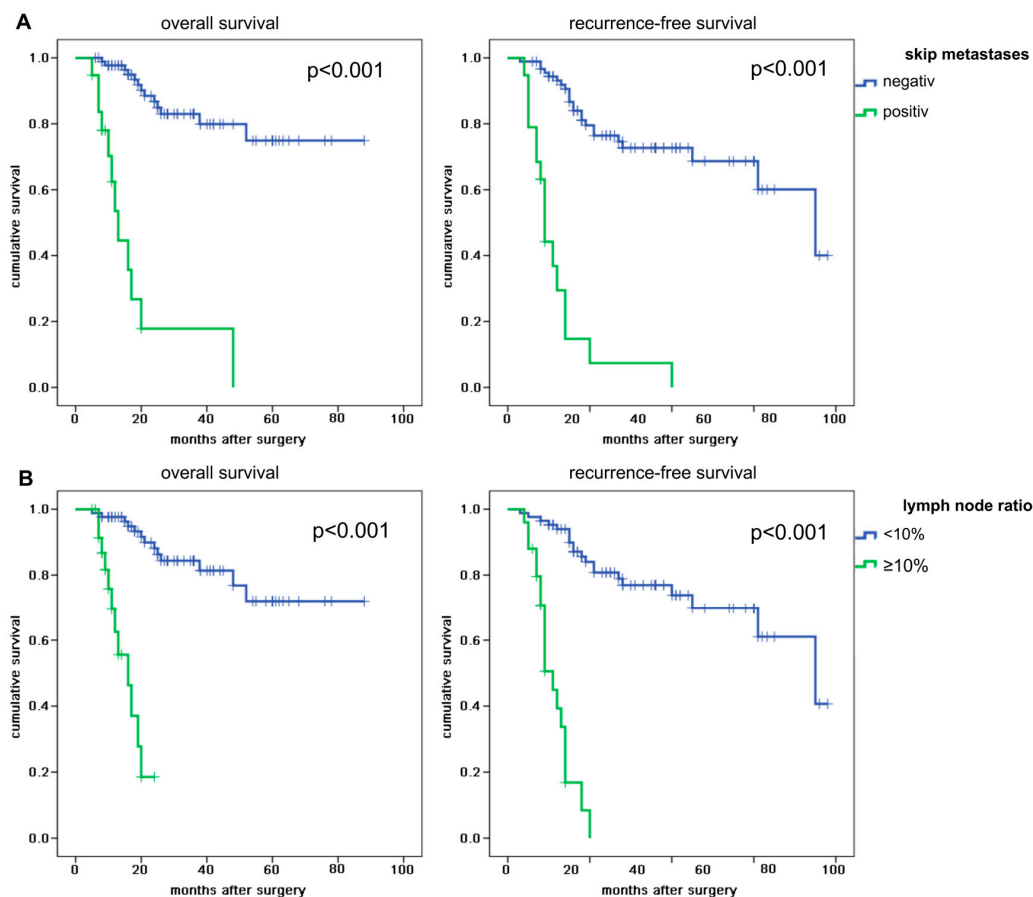 A
overall survival
recurrence-free survival
skip metastases
negativ
positiv
p<0.001
p<0.001
cumulative survival
1.0
0.8
0.6
0.4
0.2
0.0
cumulative survival
1.0
0.8
0.6
0.4
0.2
0.0
0 20 40 60 80 100
months after surgery
0 20 40 60 80 100
months after surgery
B
overall survival
recurrence-free survival
lymph node ratio
<10%
≥10%
p<0.001
p<0.001
cumulative survival
1.0
0.8
0.6
0.4
0.2
0.0
cumulative survival
1.0
0.8
0.6
0.4
0.2
0.0
0 20 40 60 80 100
months after surgery
0 20 40 60 80 100
months after surgery